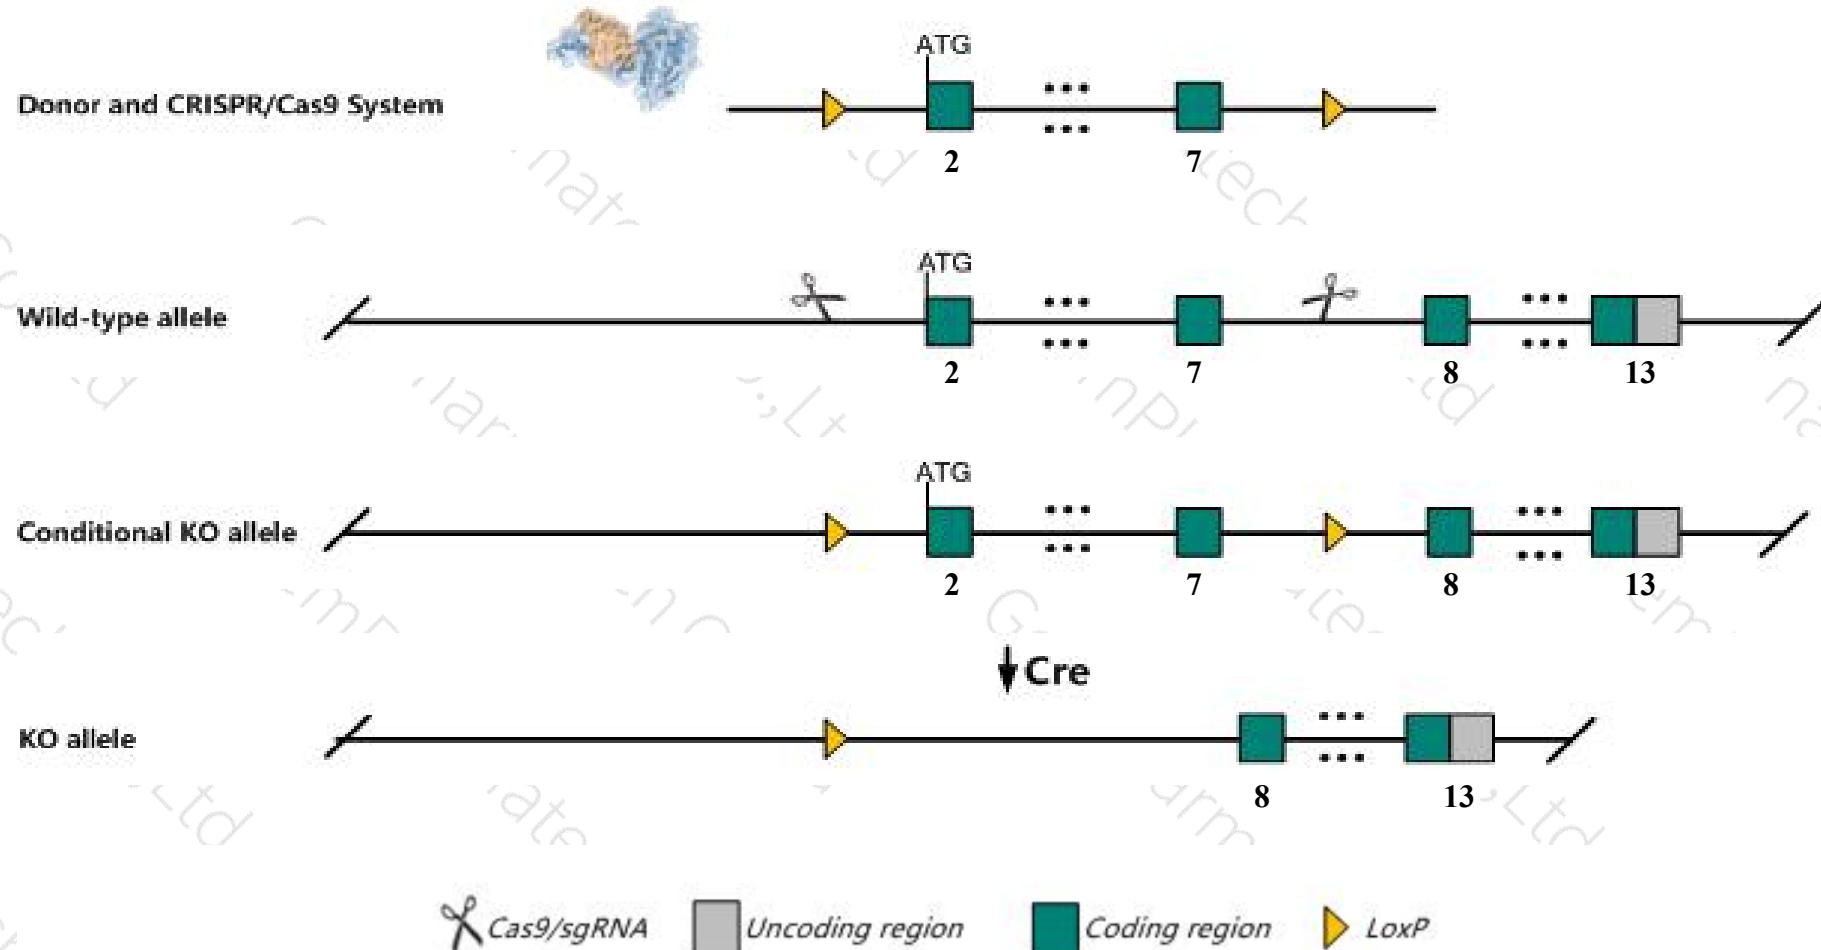 ATG
Donor and CRISPR/Cas9 System
2 7
ATG
Wild-type allele
2 7 8 13
ATG
Conditional KO allele
2 7 8 13
Cre
KO allele
8 13
Cas9/sgRNA Uncoding region Coding region LoxP